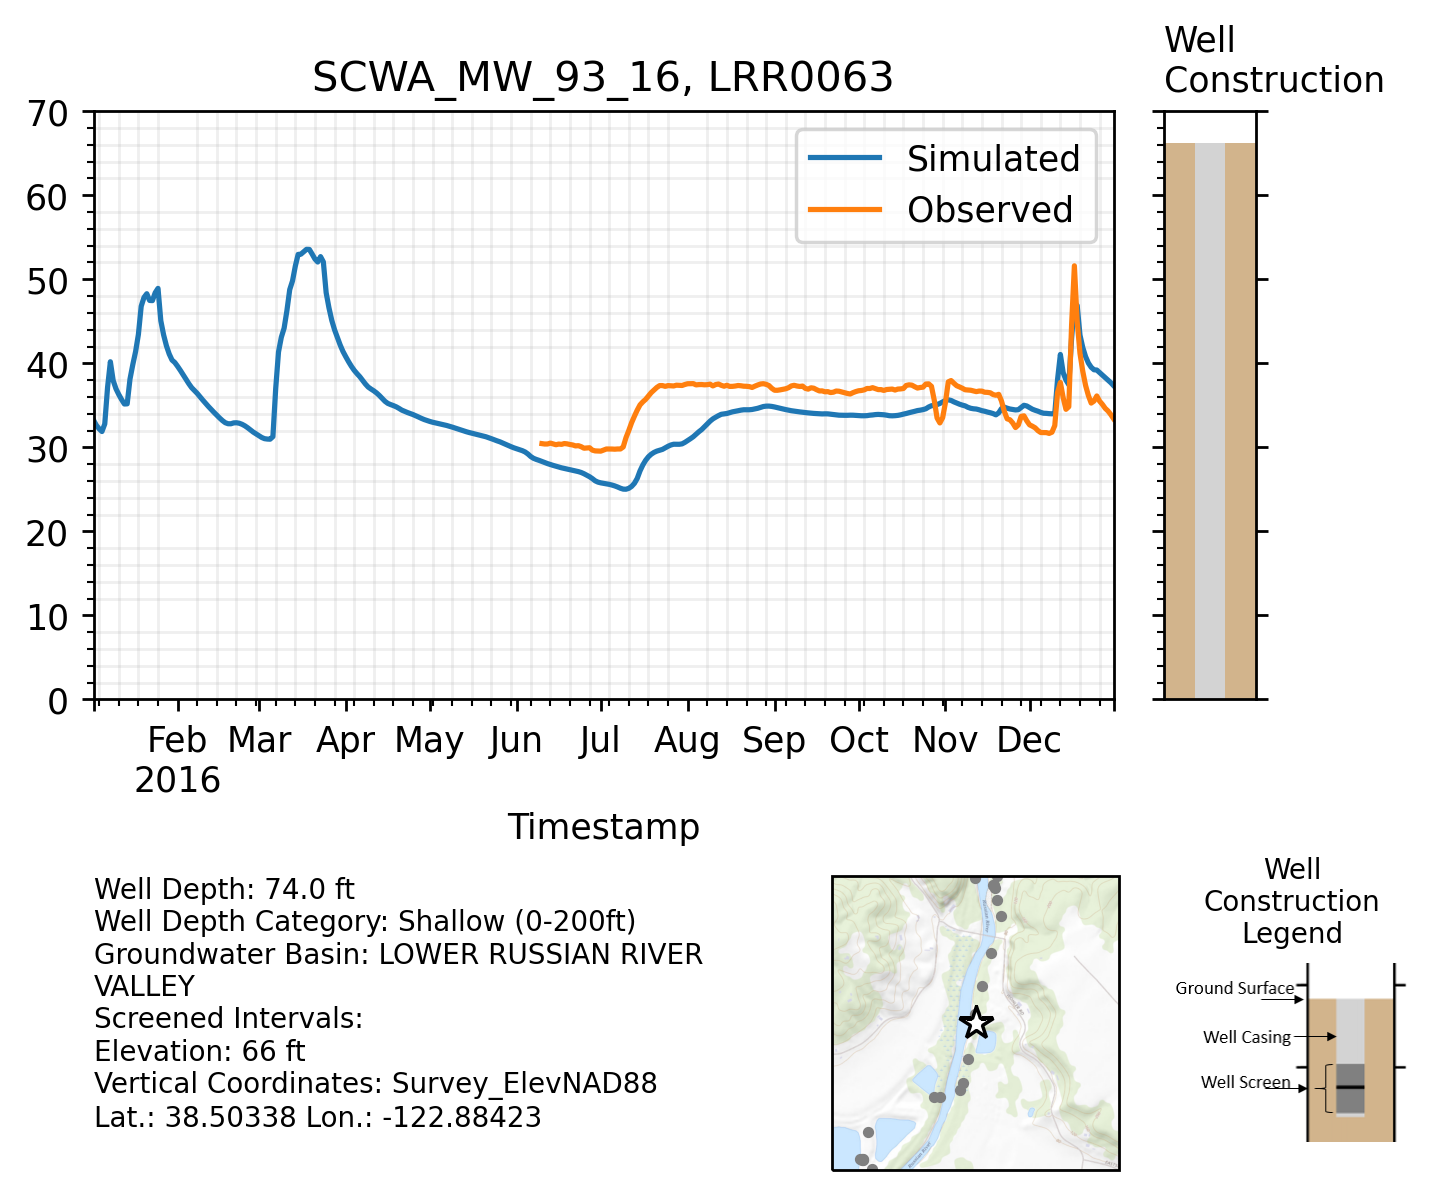 Well
Construction
SCWA_MW_93_16, LRR0063
Simulated
Observed
70
60
50
40
30
20
10
0
Feb Mar Apr May Jun Jul Aug Sep Oct Nov Dec
2016
Timestamp
Well Depth: 74.0 ft
Well Depth Category: Shallow (0-200ft)
Groundwater Basin: LOWER RUSSIAN RIVER
VALLEY
Screened Intervals:
Elevation: 66 ft
Vertical Coordinates: Survey_ElevNAD88
Lat.: 38.50338 Lon.: -122.88423
Well
Construction
Legend
Ground Surface
Well Casing
Well Screen